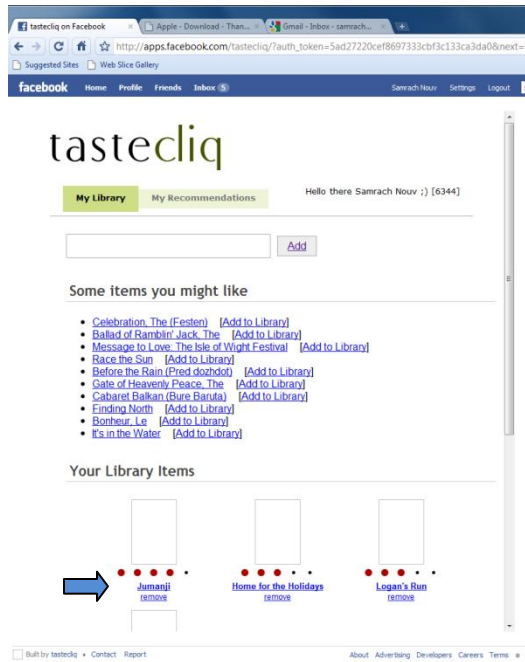 tastecliq on Facebook
Apple - Download - Than...
Gmail - Inbox - samrach...
http://apps.facebook.com/tastecliq/?auth_token=5ad27220cef8697333cbf3c133ca3da0&next=
Suggested Sites Web Slice Gallery
facebook Home Profile Friends Inbox 5 Samrach Nouv Settings Logout
tastecliq
My Library My Recommendations Hello there Samrach Nouv ;) [6344]
Add
Some items you might like
• Celebration, The (Festen) [Add to Library]
• Ballad of Ramblin' Jack, The [Add to Library]
• Message to Love: The Isle of Wight Festival [Add to Library]
• Race the Sun [Add to Library]
• Before the Rain (Pred dozhdot) [Add to Library]
• Gate of Heavenly Peace, The [Add to Library]
• Cabaret Balkan (Bure Baruta) [Add to Library]
• Finding North [Add to Library]
• Bonheur, Le [Add to Library]
• It's in the Water [Add to Library]
Your Library Items
Jumanji Home for the Holidays Logan's Run
remove remove remove
Built by tastecliq • Contact Report About Advertising Developers Careers Terms